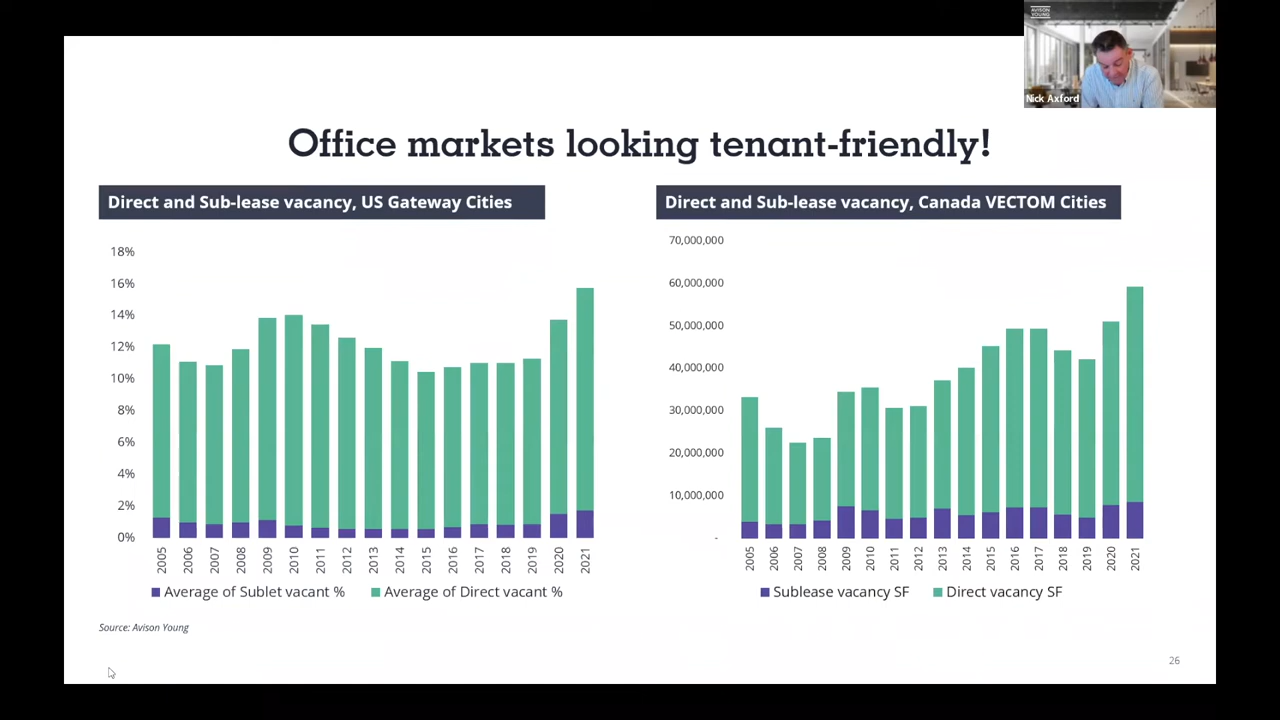 AVISON
YOUNG
Nick Axford
Office markets looking tenant-friendly!
Direct and Sub-lease vacancy, US Gateway Cities
18%
16%
14%
12%
10%
8%
6%
4%
2%
0%
2005 2006 2007 2008 2009 2010 2011 2012 2013 2014 2015 2016 2017 2018 2019 2020 2021
Average of Sublet vacant % Average of Direct vacant %
Direct and Sub-lease vacancy, Canada VECTOM Cities
70,000,000
60,000,000
50,000,000
40,000,000
30,000,000
20,000,000
10,000,000
-
2005 2006 2007 2008 2009 2010 2011 2012 2013 2014 2015 2016 2017 2018 2019 2020 2021
Sublease vacancy SF Direct vacancy SF
Source: Avison Young
26